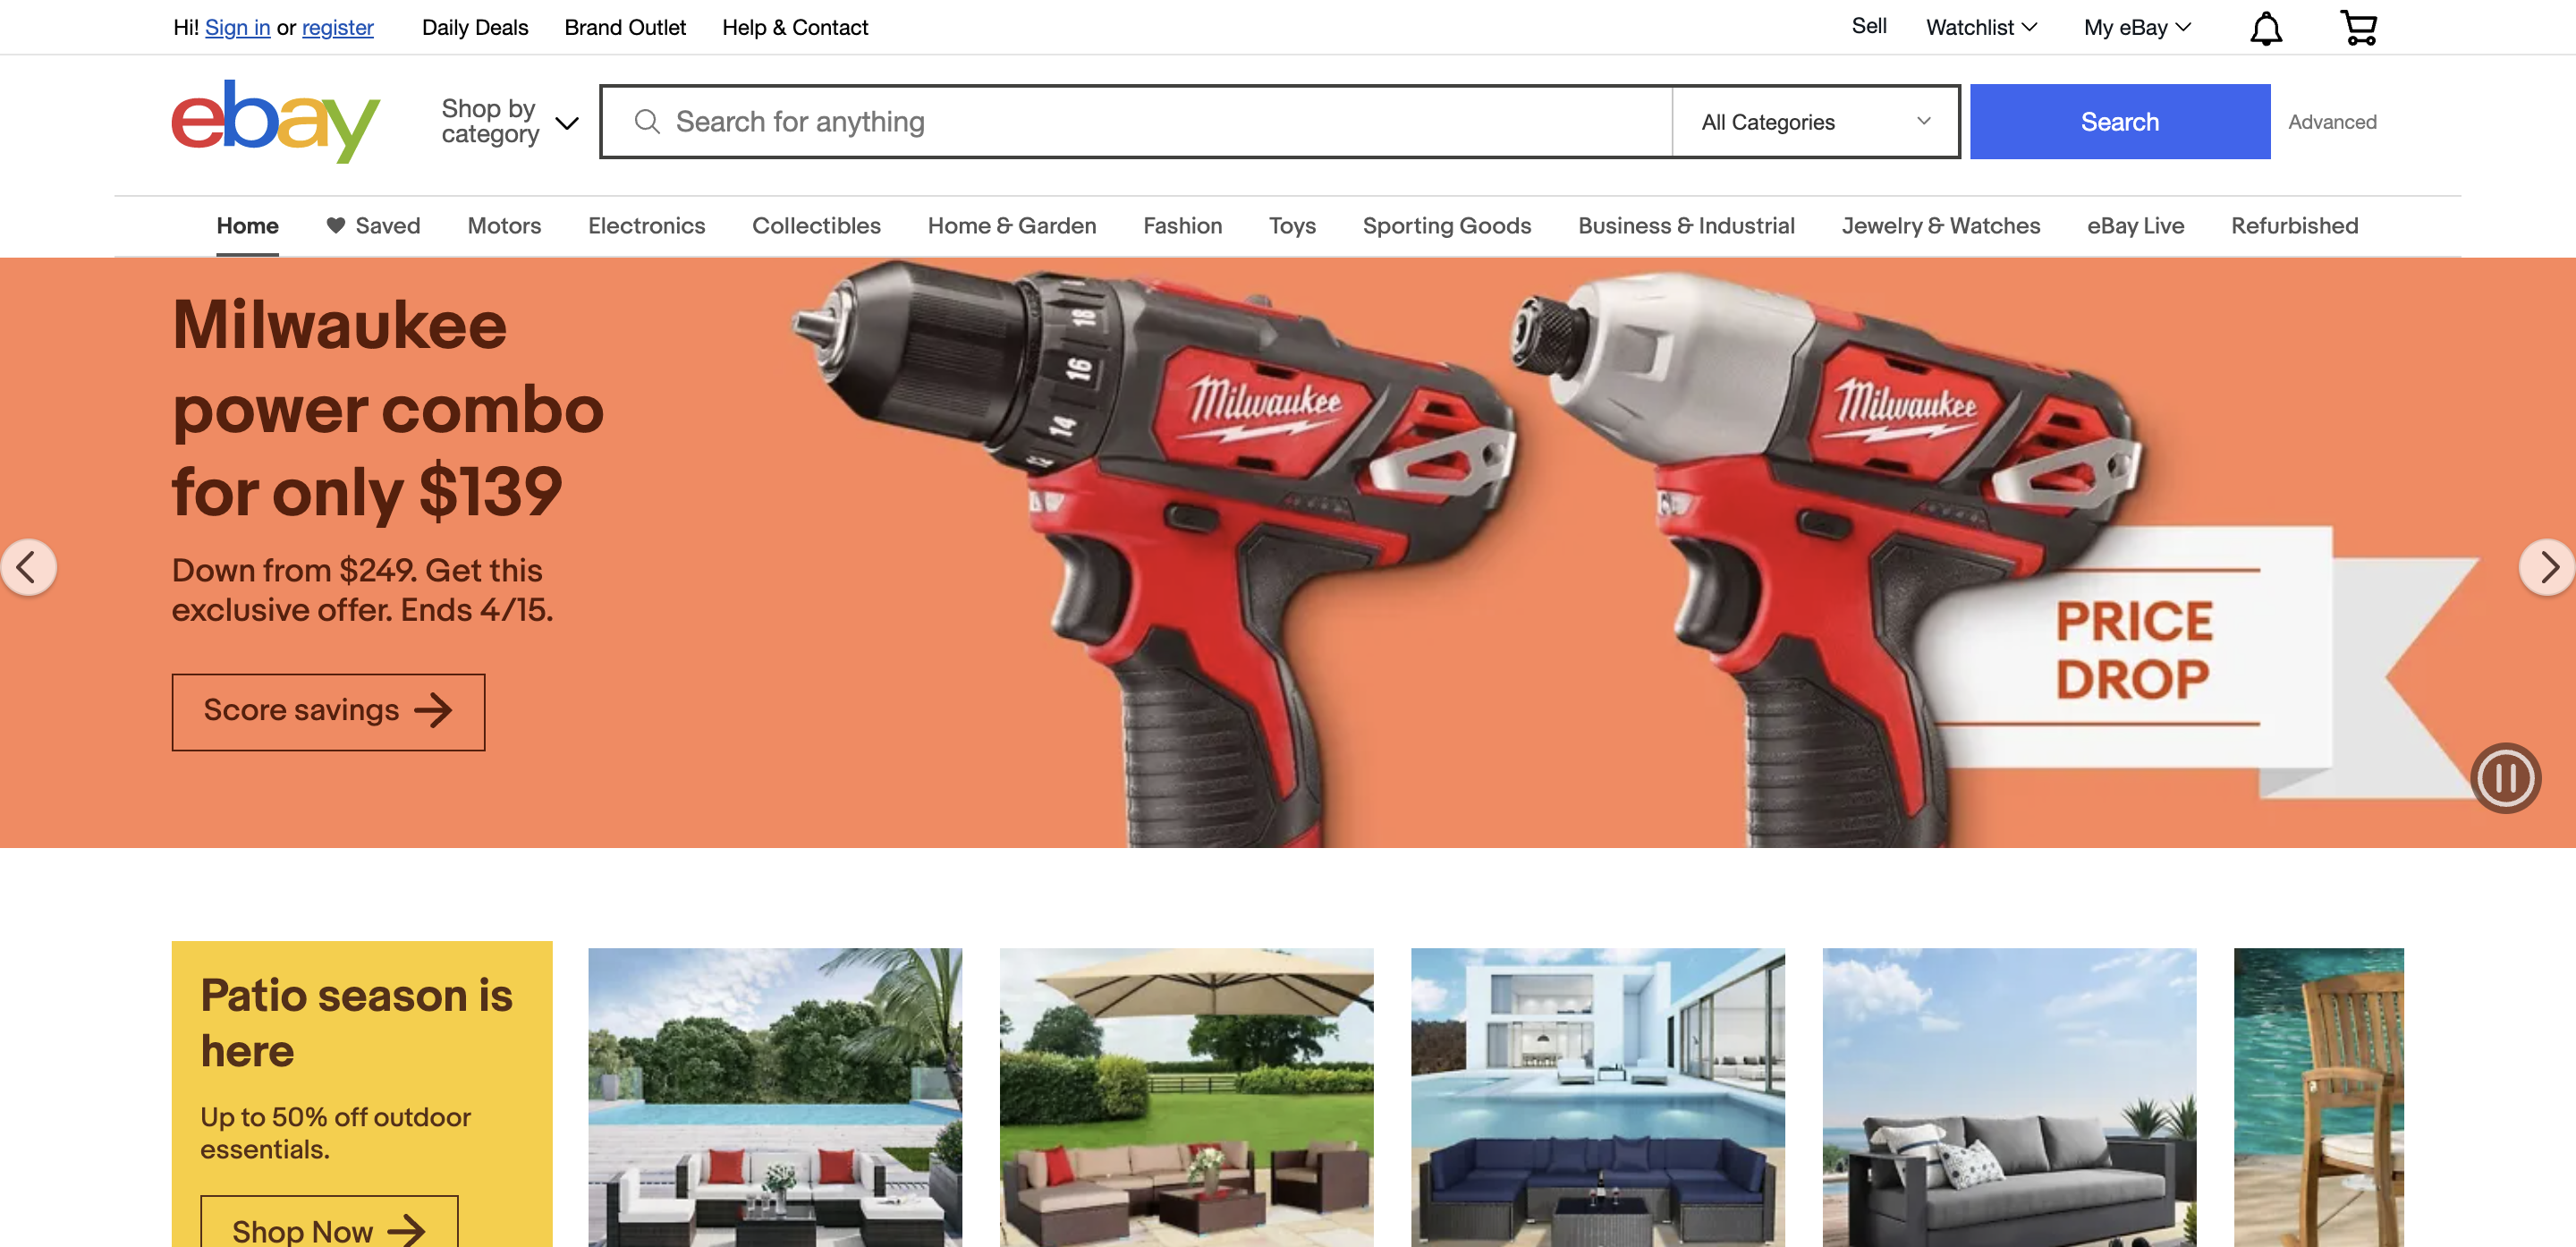 Hi! Sign in or register Daily Deals Brand Outlet Help & Contact Sell Watchlist My eBay
ebay
Shop by
category
Search for anything
All Categories
Search
Advanced
Home Saved Motors Electronics Collectibles Home & Garden Fashion Toys Sporting Goods Business & Industrial Jewelry & Watches eBay Live Refurbished
Milwaukee
power combo
for only $139
Down from $249. Get this
exclusive offer. Ends 4/15.
Score savings
18
16
14
12
Milwaukee
Milwaukee
PRICE
DROP
Patio season is
here
Up to 50% off outdoor
essentials.
Shop Now